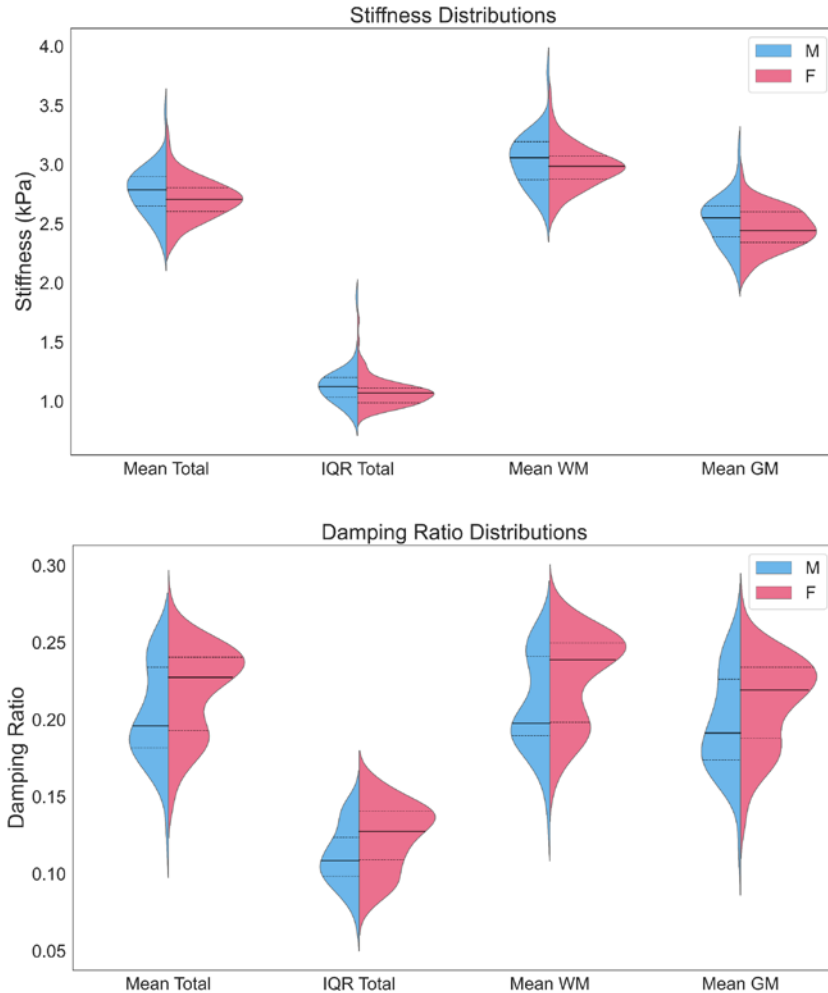 Stiffness Distributions
Stiffness (kPa)
4.0
3.5
3.0
2.5
2.0
1.5
1.0
M
F
Mean Total
IQR Total
Mean WM
Mean GM
Damping Ratio Distributions
Damping Ratio
0.30
0.25
0.20
0.15
0.10
0.05
M
F
Mean Total
IQR Total
Mean WM
Mean GM